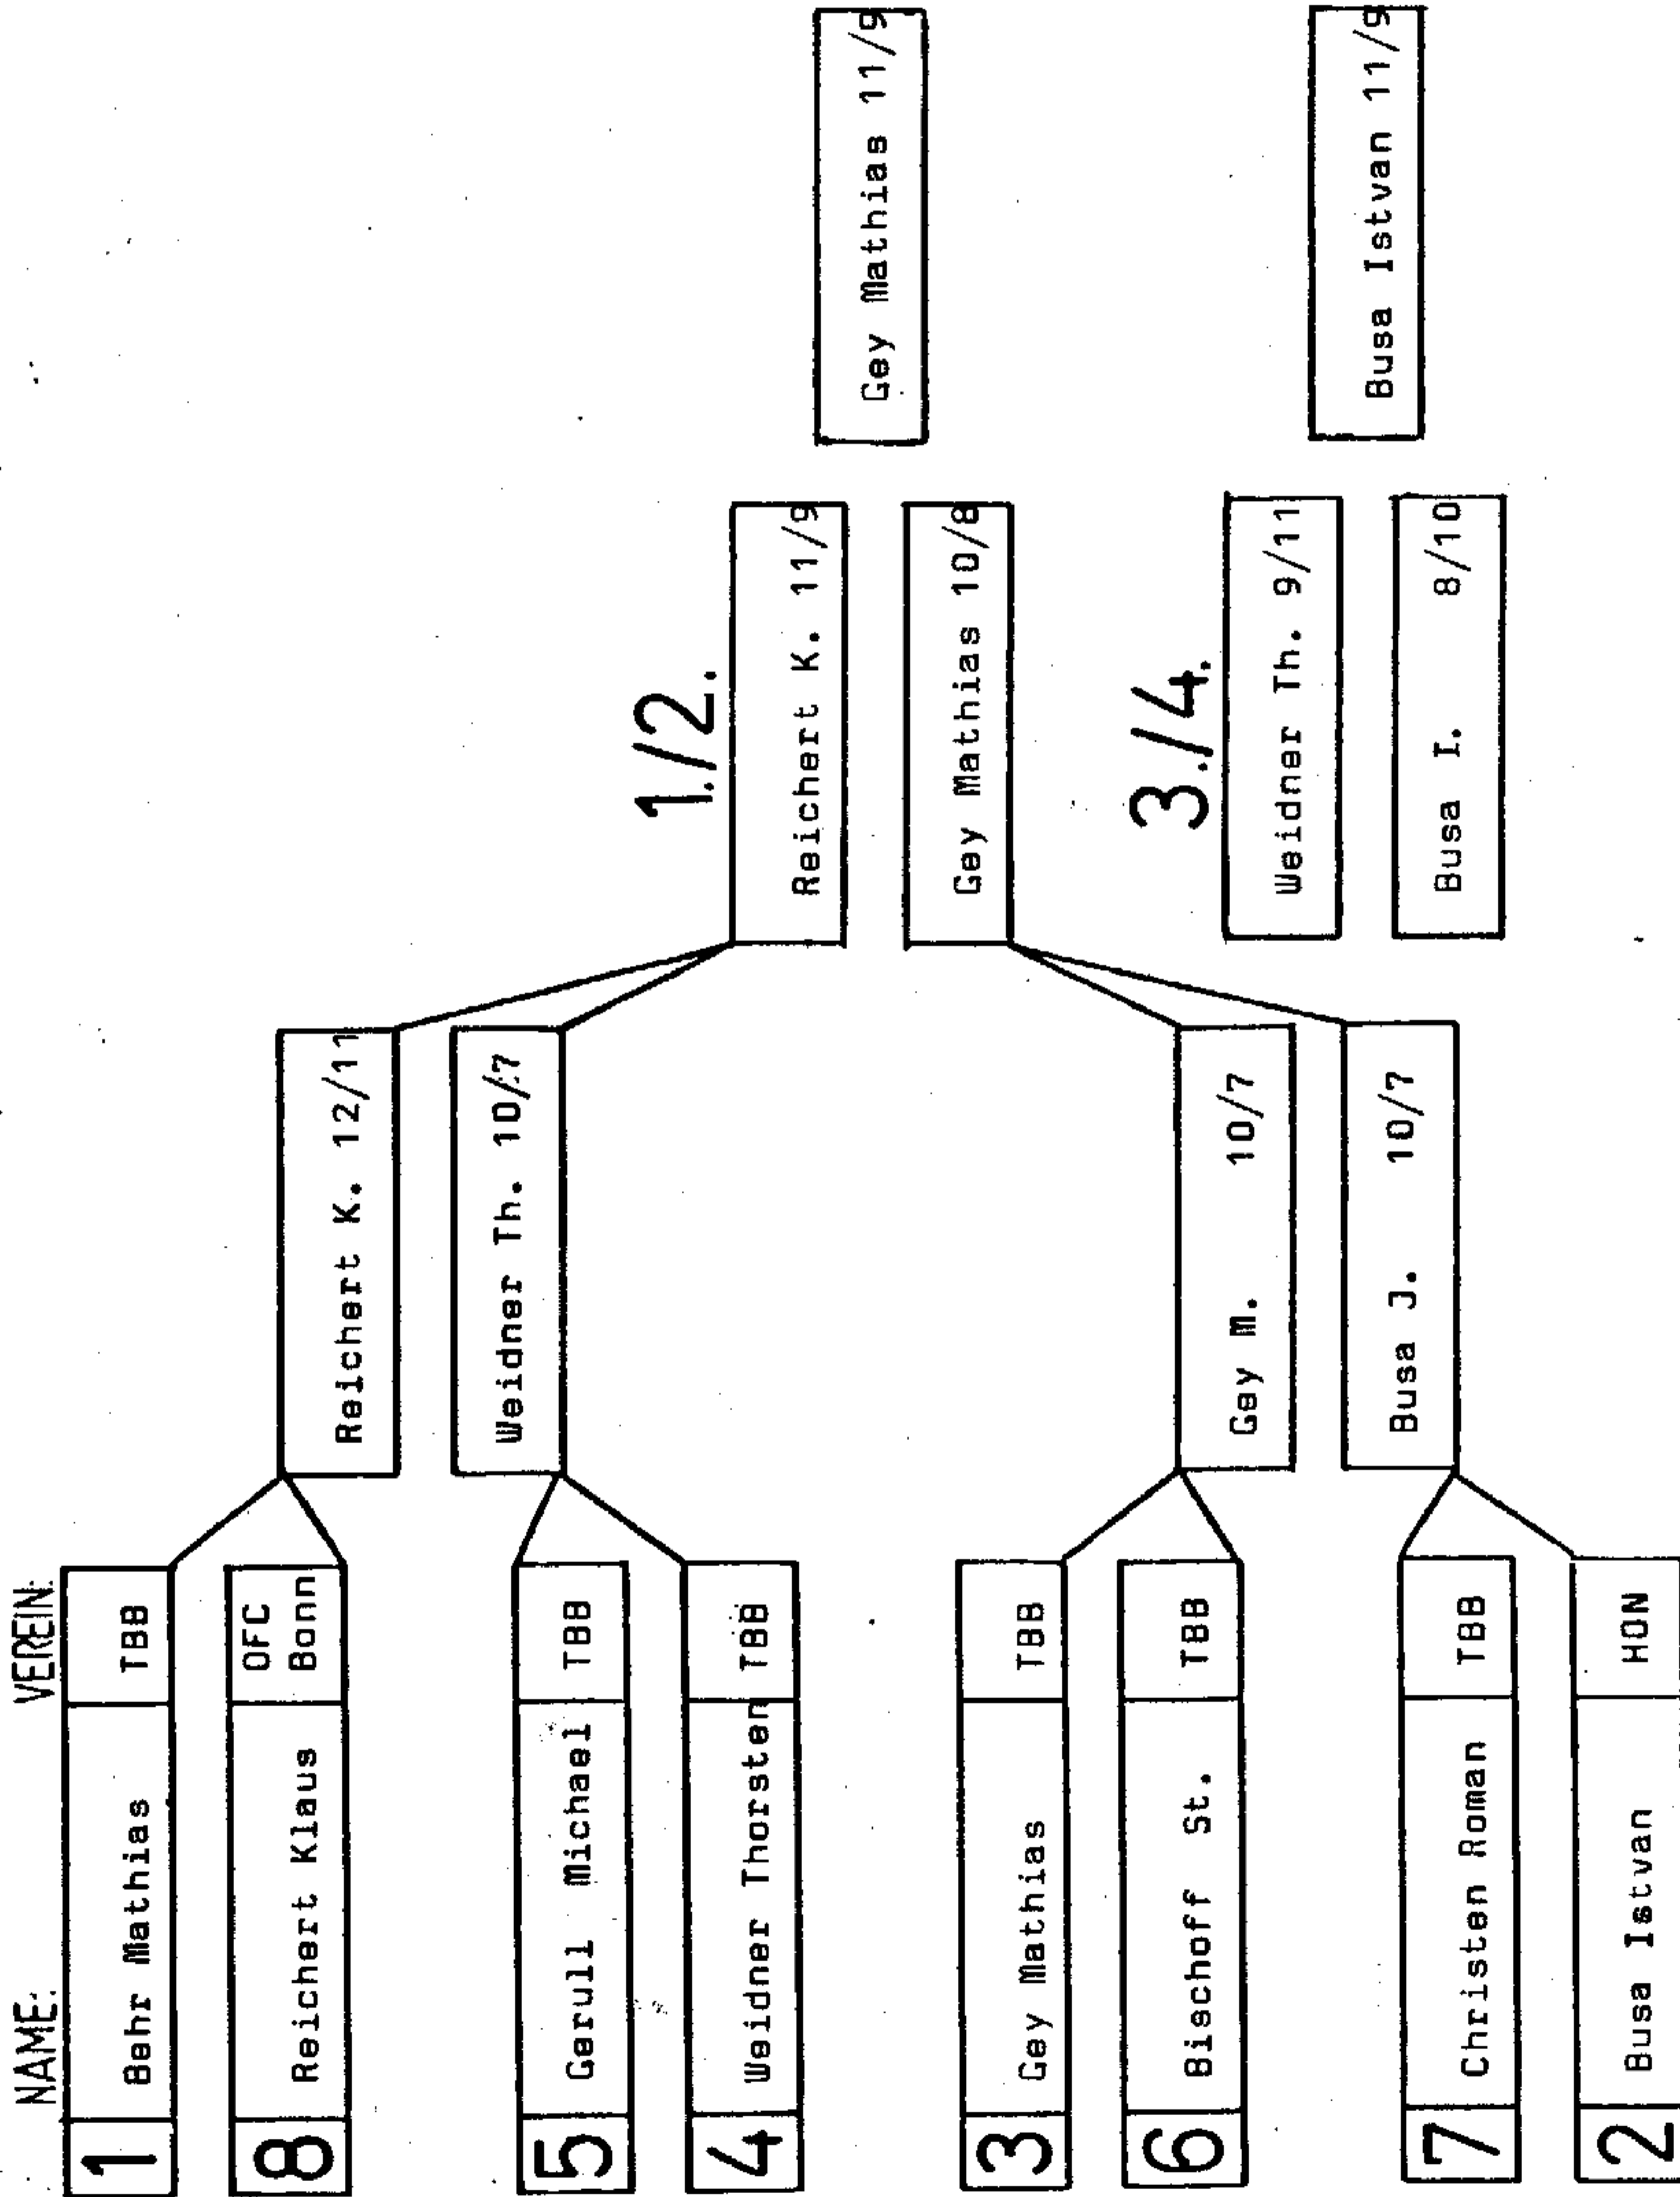 NAME: VEREIN:
1 Behr Mathias TBB
8 Reichert Klaus OFC
Bonn
5 Gerull Michael TBB
4 Weidner Thorsten TBB
3 Gey Mathias TBB
6 Bischoff St. TBB
7 Christen Roman TBB
2 Busa Istvan HON
Reichert K. 12/11
Weidner Th. 10/7
Gey M. 10/7
Busa J. 10/7
1./2.
Reichert K. 11/9
Gey Mathias 10/8
3./4.
Weidner Th. 9/11
Busa I. 8/10
Gey Mathias 11/9
Busa Istvan 11/9